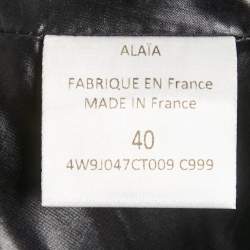 ALAÏA
FABRIQUE EN France
MADE IN France
40
4W9J047CT009 C999